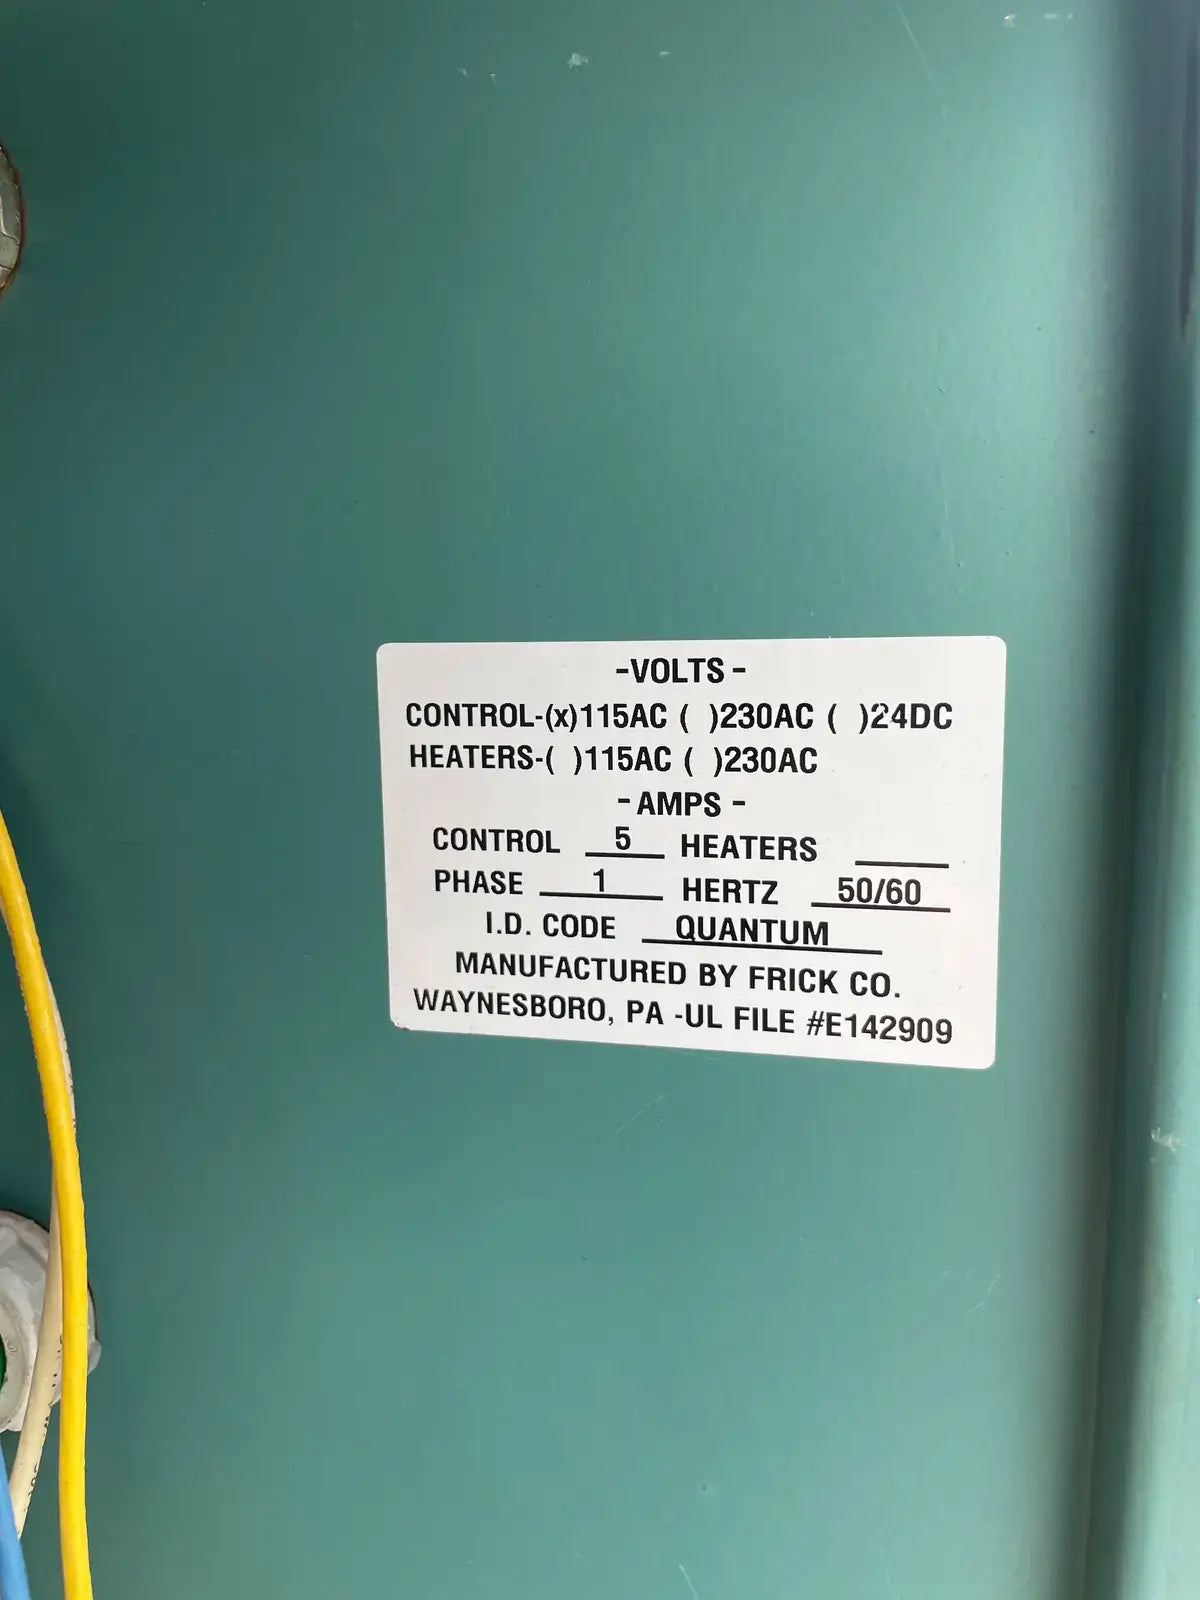 -VOLTS-
CONTROL-(x)115AC ( )230AC ( )24DC
HEATERS-( )115AC ( )230AC
-AMPS-
CONTROL 5 HEATERS ____
PHASE 1 HERTZ 50/60
I.D. CODE QUANTUM
MANUFACTURED BY FRICK CO.
WAYNESBORO, PA -UL FILE #E142909